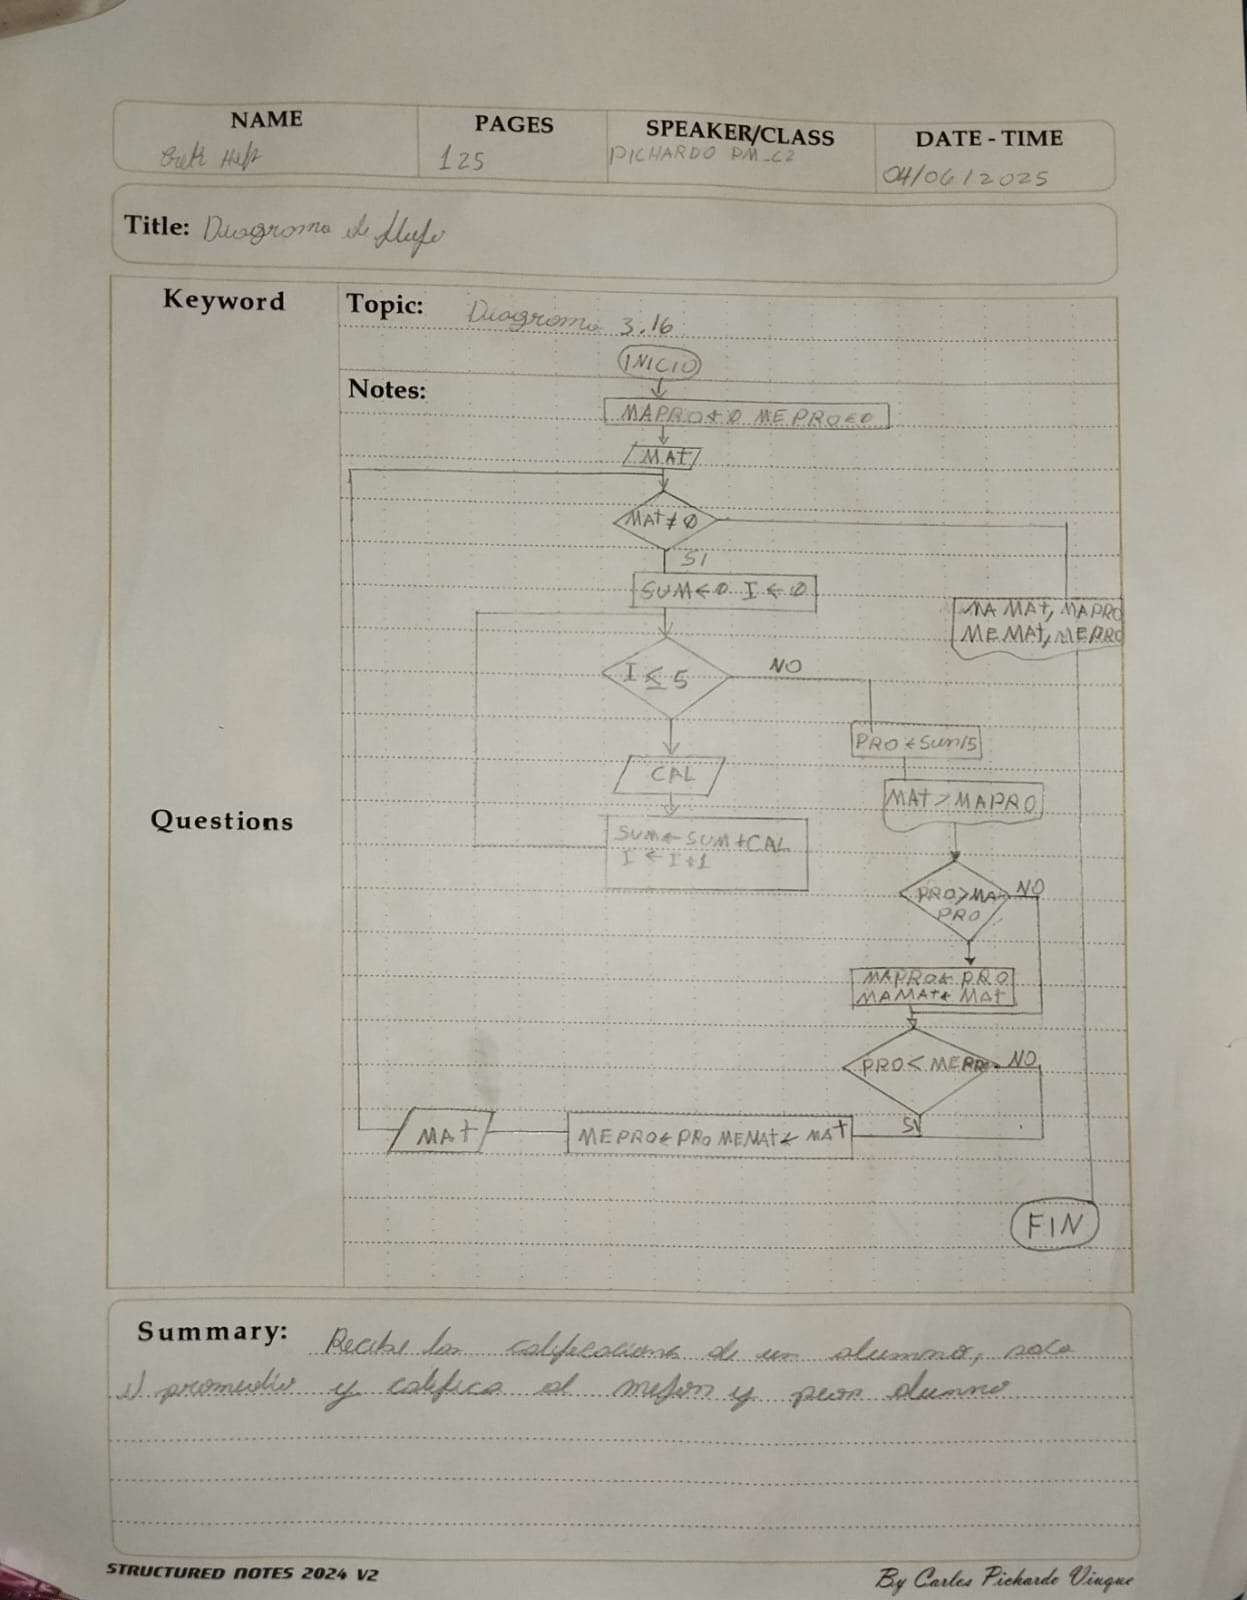 NAME
PAGES
SPEAKER/CLASS
DATE - TIME
125
PICHARDO PM_C2
04/06/2025
Title: Diagrama de flujo
Keyword
Topic: Diagrama 3.16
INICIO
Notes:
MAPRO←0 MEPRO←0
MAT
MAT≠0
SI
SUM←0 I←0
MA MAT, MAPRO
ME MAT, MEPRO
I≤5
NO
PRO←SUM/5
CAL
MAT>MAPRO
Questions
SUM←SUM+CAL
I←I+1
PRO>MA
PRO
NO
MAPRO←PRO
MAMAT←MAT
PRO<MEPRO
NO
SI
MAT
MEPRO←PRO MEMAT←MAT
FIN
Summary: Recibe las calificaciones de un alumno, saca
el promedio y califica al mejor y peor alumno
STRUCTURED NOTES 2024 V2
By Carlos Pichardo Viuque